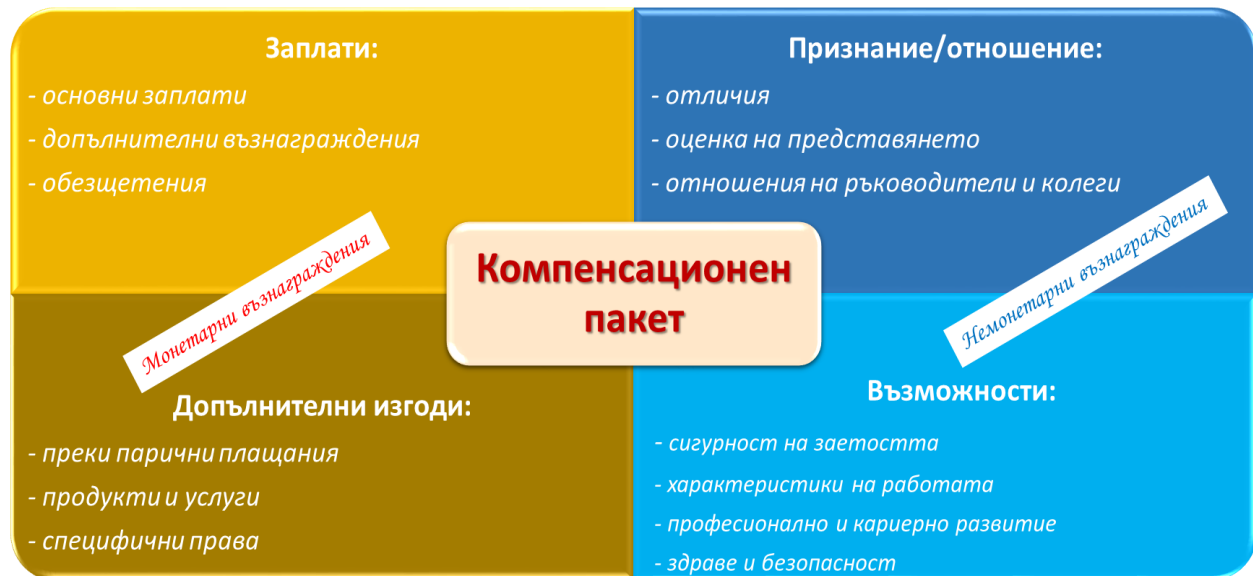 Заплати:
- основни заплати
- допълнителни възнаграждения
- обезщетения
Признание/отношение:
- отличия
- оценка на представянето
- отношения на ръководители и колеги
Монетарни възнаграждения
Компенсационен
пакет
Немонетарни възнаграждения
Допълнителни изгоди:
- преки парични плащания
- продукти и услуги
- специфични права
Възможности:
- сигурност на заетостта
- характеристики на работата
- професионално и кариерно развитие
- здраве и безопасност